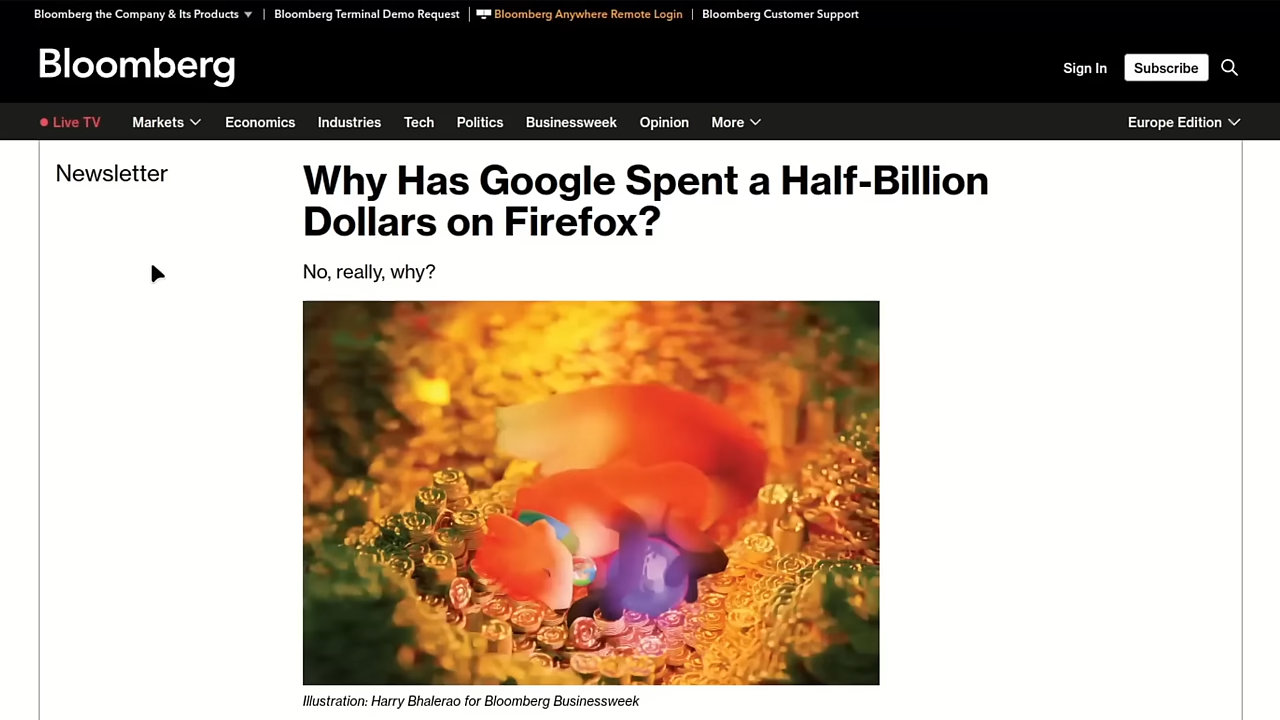 Bloomberg the Company & Its Products
Bloomberg Terminal Demo Request
Bloomberg Anywhere Remote Login
Bloomberg Customer Support
Bloomberg
Sign In
Subscribe
Live TV
Markets
Economics
Industries
Tech
Politics
Businessweek
Opinion
More
Europe Edition
Newsletter
Why Has Google Spent a Half-Billion
Dollars on Firefox?
No, really, why?
Illustration: Harry Bhalerao for Bloomberg Businessweek